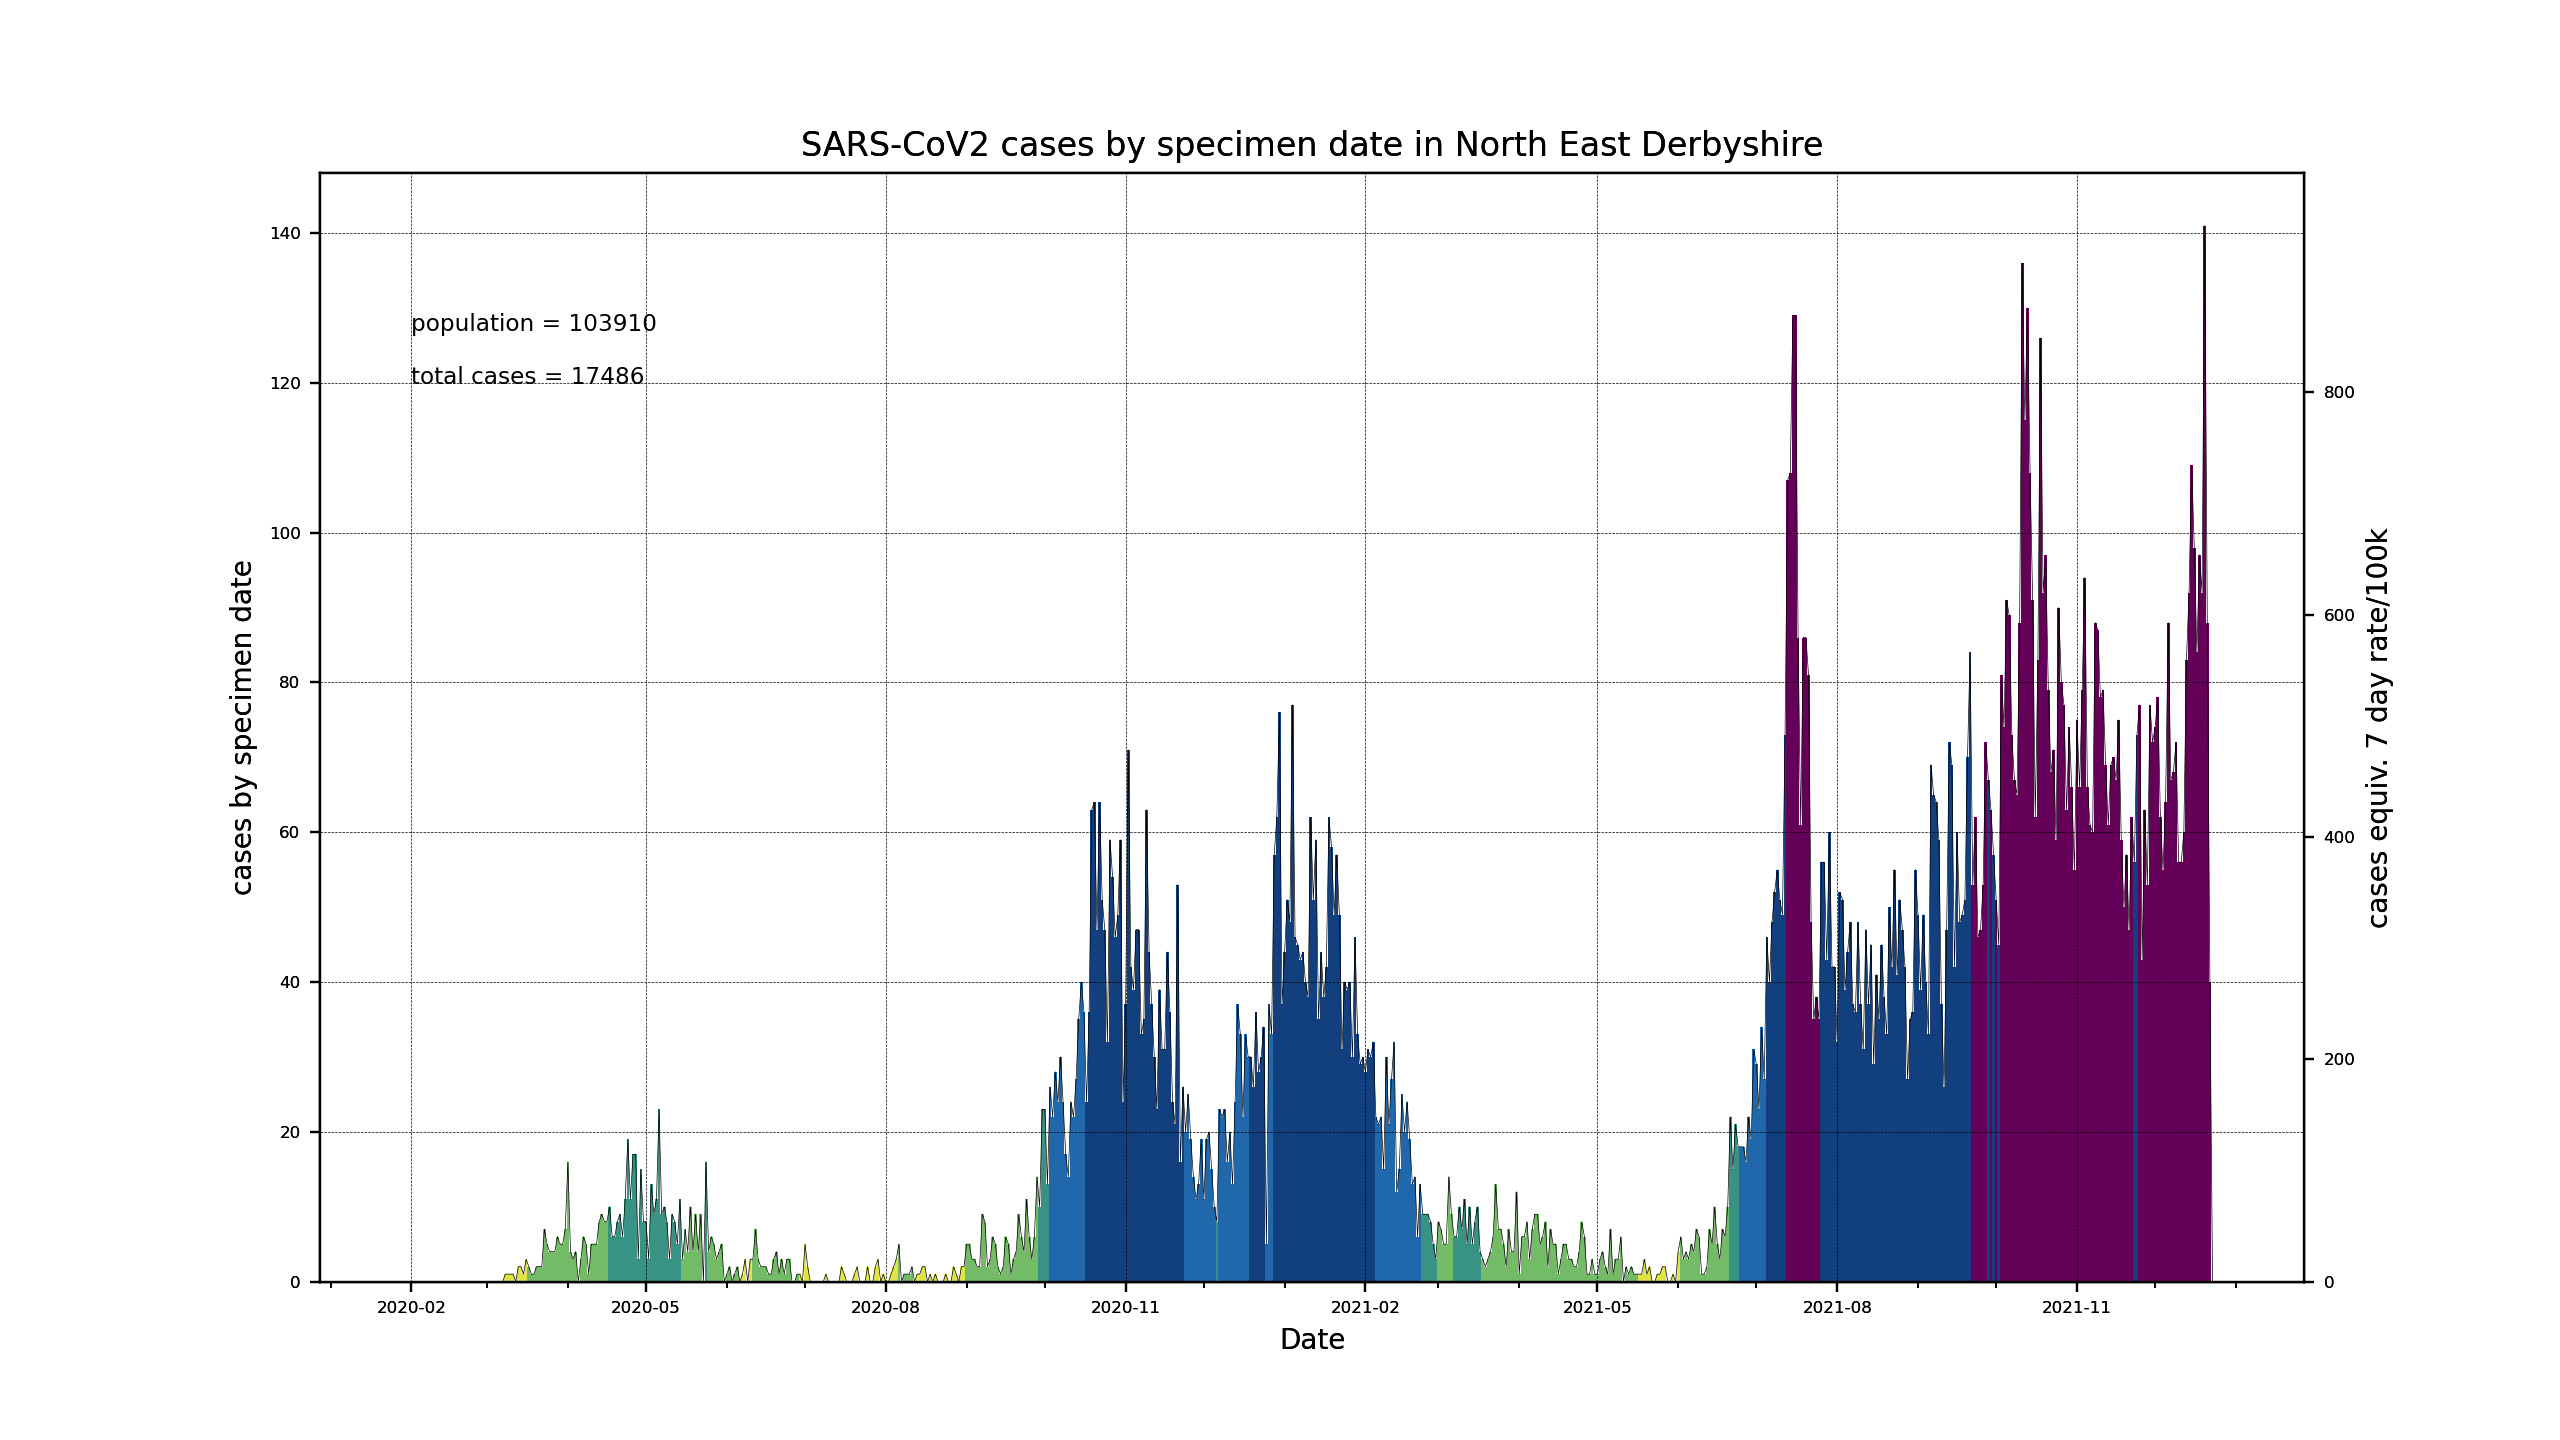 SARS-CoV2 cases by specimen date in North East Derbyshire
population = 103910
total cases = 17486
cases by specimen date
140
120
100
80
60
40
20
0
800
600
400
200
0
cases equiv. 7 day rate/100k
2020-02 2020-05 2020-08 2020-11 2021-02 2021-05 2021-08 2021-11
Date